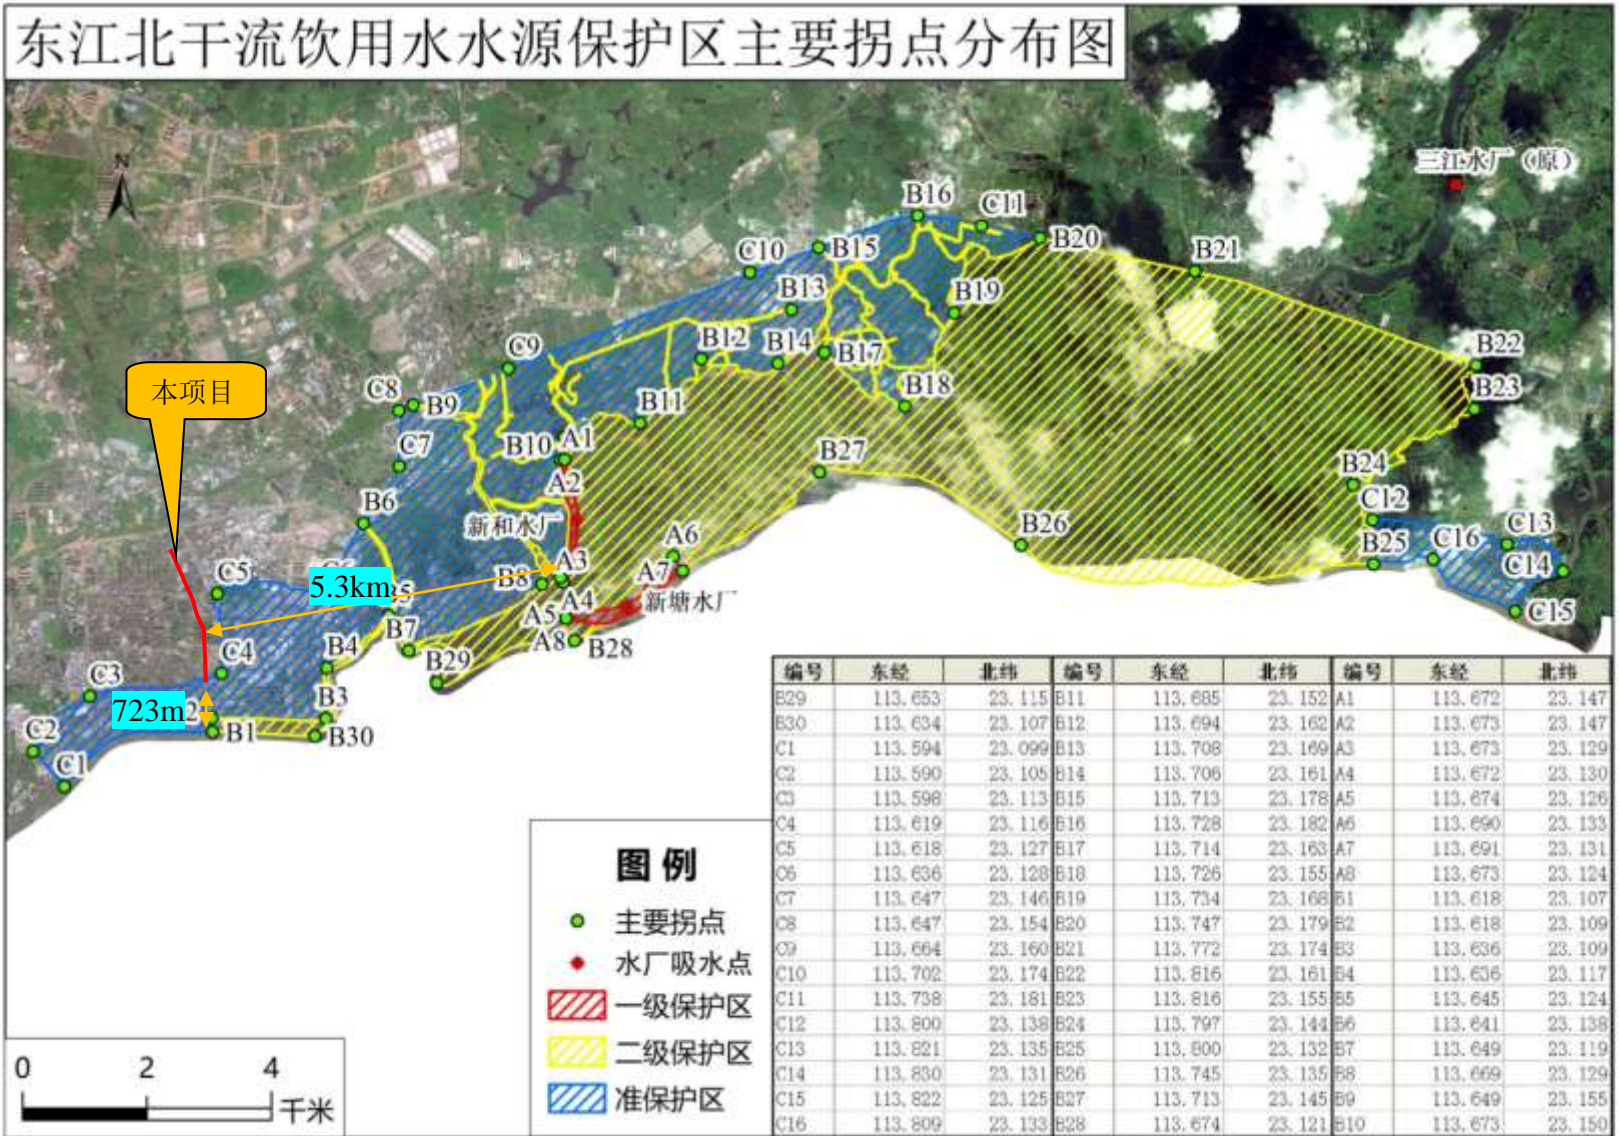 东江北干流饮用水水源保护区主要拐点分布图
三江水厂（原）
N
B16
C11
B20
B15
C10
B21
B13
B19
B12
B14
B17
B22
C9
B23
本项目
C8
B9
B18
B11
C7
B10
A1
B27
B24
A2
C12
B6
新和水厂
A6
B26
C13
C16
B25
C5
5.3km
B8
A3
A7
C14
新塘水厂
A4
A5
C15
B7
A8
B28
C4
B4
B29
C3
B3
723m
C2
B1
B30
C1
编号 东经 北纬 编号 东经 北纬 编号 东经 北纬
B29 113.653 23.115 B11 113.685 23.152 A1 113.672 23.147
B30 113.634 23.107 B12 113.694 23.162 A2 113.673 23.147
C1 113.594 23.099 B13 113.708 23.169 A3 113.673 23.129
C2 113.590 23.105 B14 113.706 23.161 A4 113.672 23.130
C3 113.598 23.113 B15 113.713 23.178 A5 113.674 23.126
C4 113.619 23.116 B16 113.728 23.182 A6 113.690 23.133
C5 113.618 23.127 B17 113.714 23.163 A7 113.691 23.131
C6 113.636 23.128 B18 113.726 23.155 A8 113.673 23.124
C7 113.647 23.146 B19 113.734 23.168 B1 113.618 23.107
C8 113.647 23.154 B20 113.747 23.179 B2 113.618 23.109
C9 113.664 23.160 B21 113.772 23.174 B3 113.636 23.109
C10 113.702 23.174 B22 113.816 23.161 B4 113.636 23.117
C11 113.738 23.181 B23 113.816 23.155 B5 113.645 23.124
C12 113.800 23.138 B24 113.797 23.144 B6 113.641 23.138
C13 113.821 23.135 B25 113.800 23.132 B7 113.649 23.119
C14 113.830 23.131 B26 113.745 23.135 B8 113.669 23.129
C15 113.822 23.125 B27 113.713 23.145 B9 113.649 23.155
C16 113.809 23.133 B28 113.674 23.121 B10 113.673 23.150
图例
主要拐点
水厂吸水点
一级保护区
二级保护区
准保护区
0 2 4
千米